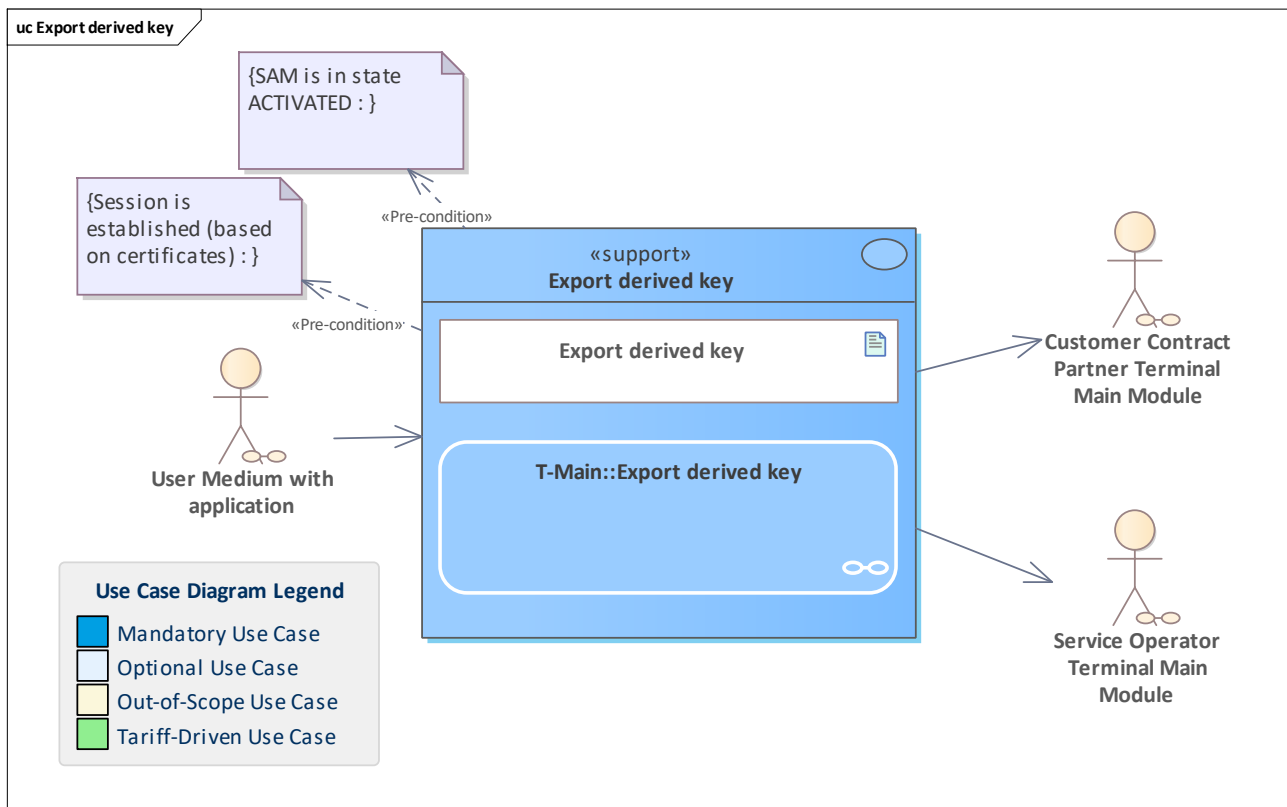 uc Export derived key
{SAM is in state
ACTIVATED : }
{Session is
established (based
on certificates) : }
«Pre-condition»
«Pre-condition»
«support»
Export derived key
Export derived key
T-Main::Export derived key
User Medium with
application
Customer Contract
Partner Terminal
Main Module
Service Operator
Terminal Main
Module
Use Case Diagram Legend
Mandatory Use Case
Optional Use Case
Out-of-Scope Use Case
Tariff-Driven Use Case